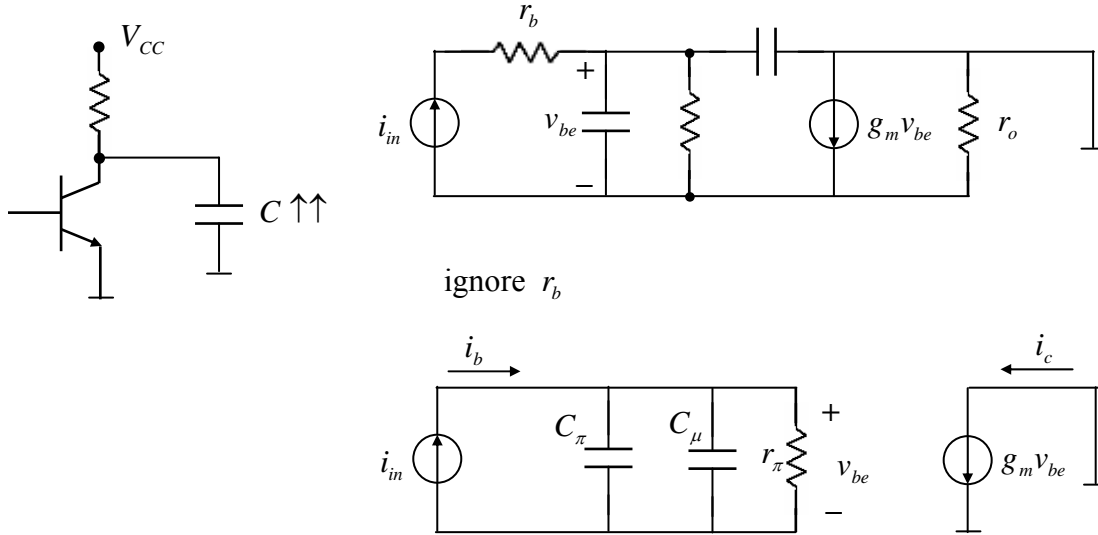 V_CC
C ↑↑
r_b
i_in
+
v_be
−
g_m v_be
r_o
ignore r_b
i_b
i_in
C_π
C_μ
r_π
+
v_be
−
i_c
g_m v_be